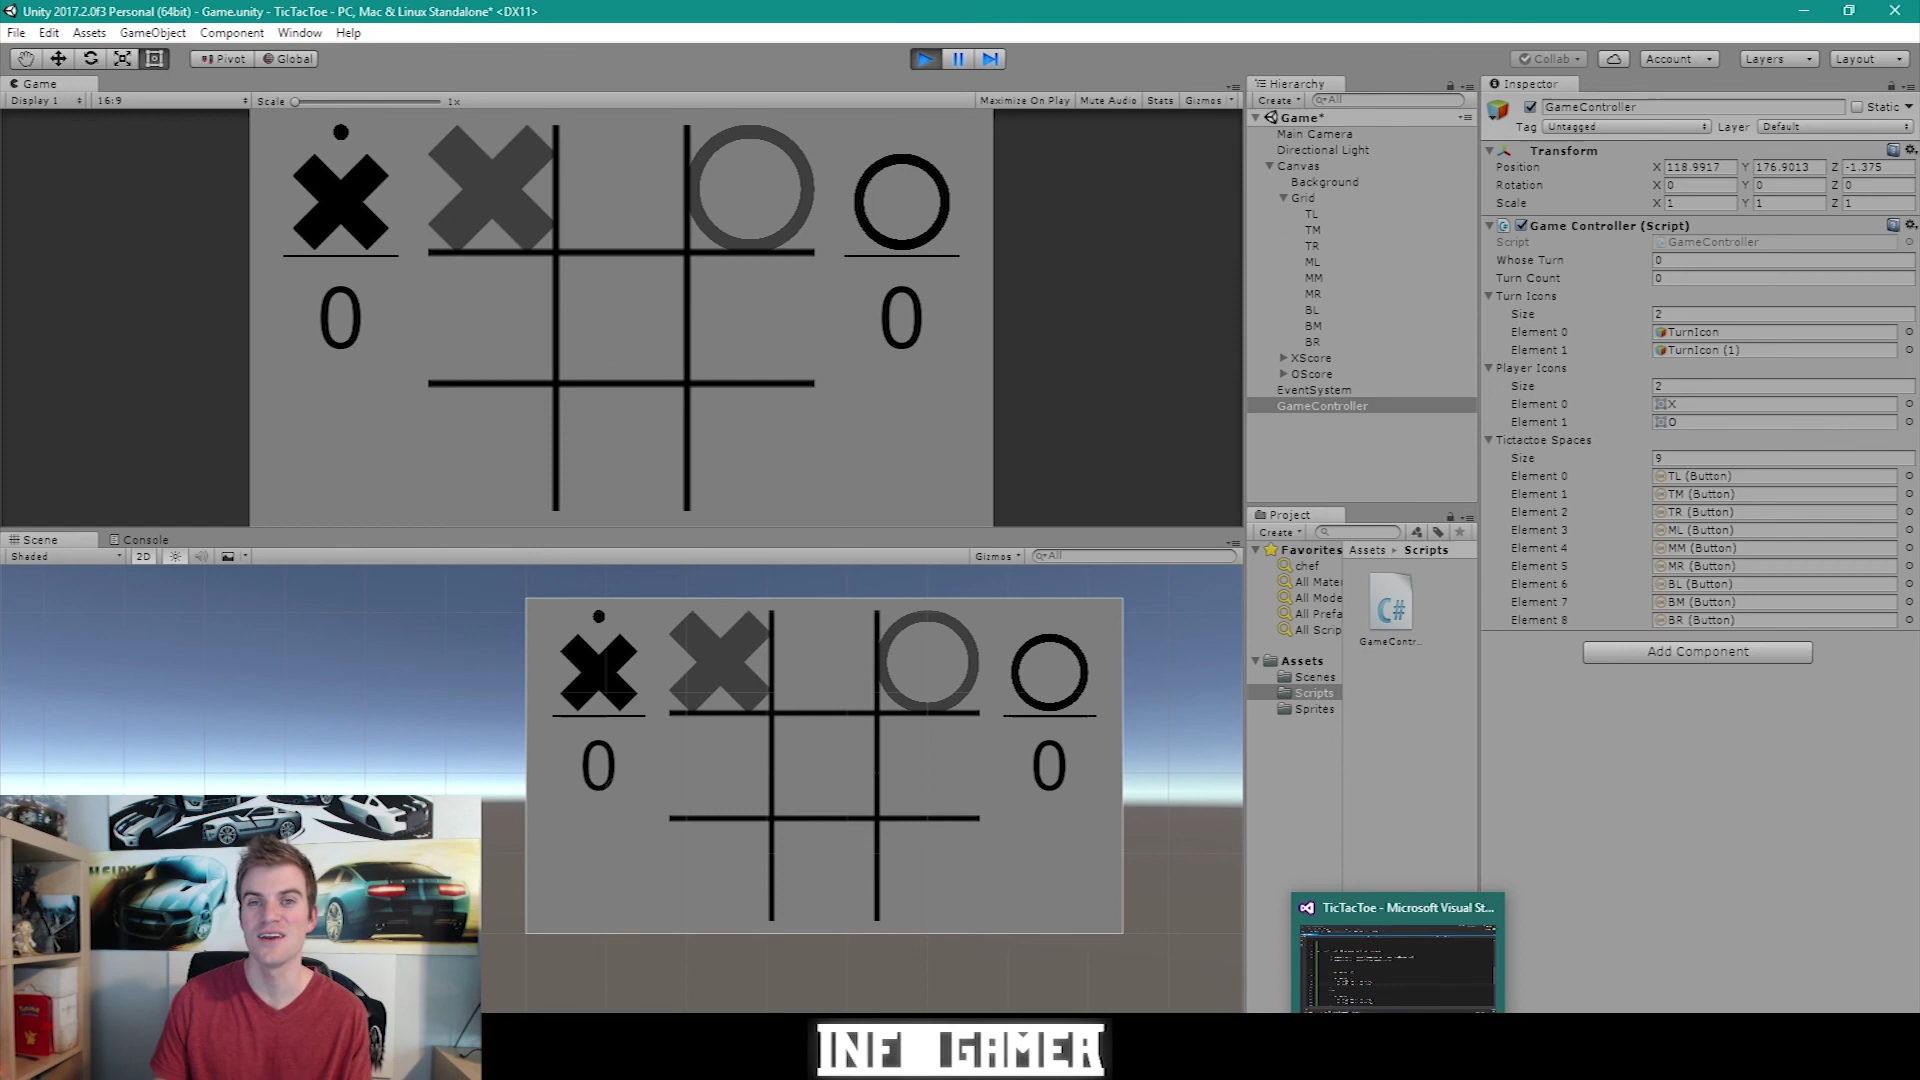 Unity 2017.2.0f3 Personal (64bit) - Game.unity - TicTacToe - PC, Mac & Linux Standalone* <DX11>
File Edit Assets GameObject Component Window Help
Pivot Global
Collab Account Layers Layout
Game
Display 1 16:9 Scale 1x Maximize On Play Mute Audio Stats Gizmos
0 0
Scene Console
Shaded 2D Gizmos All
0 0
Hierarchy
Create All
Game*
Main Camera
Directional Light
Canvas
Background
Grid
TL
TM
TR
ML
MM
MR
BL
BM
BR
XScore
OScore
EventSystem
GameController
Project
Create
Favorites
chef
All Mater
All Mode
All Prefa
All Scrip
Assets
Scenes
Scripts
Sprites
Assets Scripts
C#
GameContr...
Inspector
GameController Static
Tag Untagged Layer Default
Transform
Position X 118.9917 Y 176.9013 Z -1.375
Rotation X 0 Y 0 Z 0
Scale X 1 Y 1 Z 1
Game Controller (Script)
Script GameController
Whose Turn 0
Turn Count 0
Turn Icons
Size 2
Element 0 TurnIcon
Element 1 TurnIcon (1)
Player Icons
Size 2
Element 0 X
Element 1 O
Tictactoe Spaces
Size 9
Element 0 TL (Button)
Element 1 TM (Button)
Element 2 TR (Button)
Element 3 ML (Button)
Element 4 MM (Button)
Element 5 MR (Button)
Element 6 BL (Button)
Element 7 BM (Button)
Element 8 BR (Button)
Add Component
TicTacToe - Microsoft Visual St...
INF GAMER